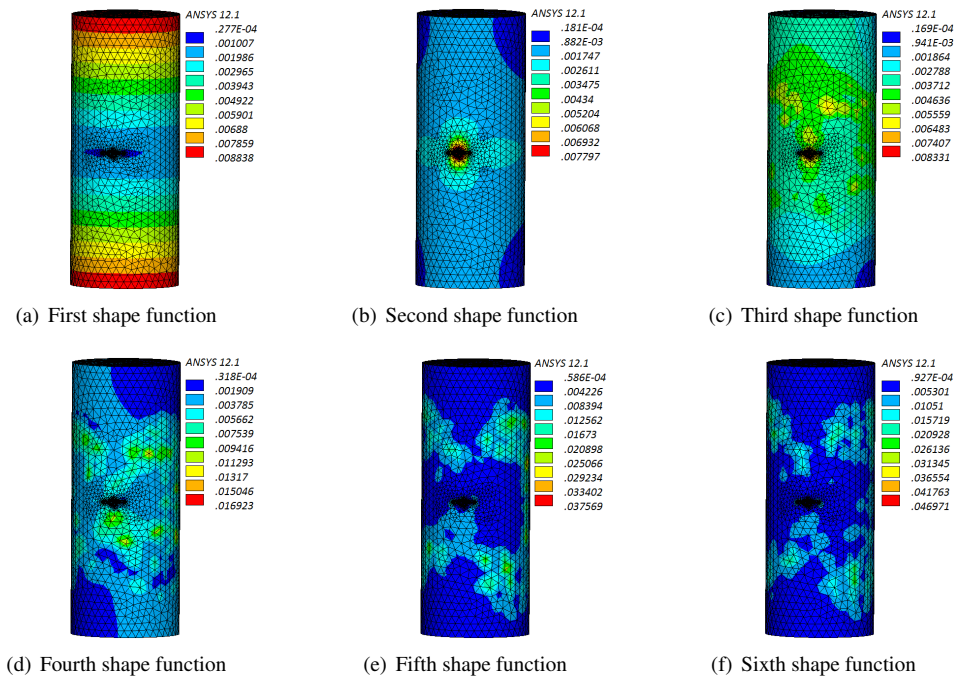 ANSYS 12.1
.277E-04
.001007
.001986
.002965
.003943
.004922
.005901
.00688
.007859
.008838
(a) First shape function
ANSYS 12.1
.181E-04
.882E-03
.001747
.002611
.003475
.00434
.005204
.006068
.006932
.007797
(b) Second shape function
ANSYS 12.1
.169E-04
.941E-03
.001864
.002788
.003712
.004636
.005559
.006483
.007407
.008331
(c) Third shape function
ANSYS 12.1
.318E-04
.001909
.003785
.005662
.007539
.009416
.011293
.01317
.015046
.016923
(d) Fourth shape function
ANSYS 12.1
.586E-04
.004226
.008394
.012562
.01673
.020898
.025066
.029234
.033402
.037569
(e) Fifth shape function
ANSYS 12.1
.927E-04
.005301
.01051
.015719
.020928
.026136
.031345
.036554
.041763
.046971
(f) Sixth shape function